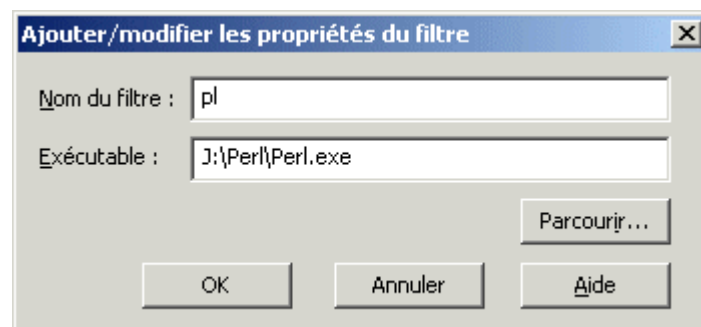 Ajouter/modifier les propriétés du filtre
Nom du filtre : pl
Exécutable : J:\Perl\Perl.exe
Parcourir...
OK Annuler Aide